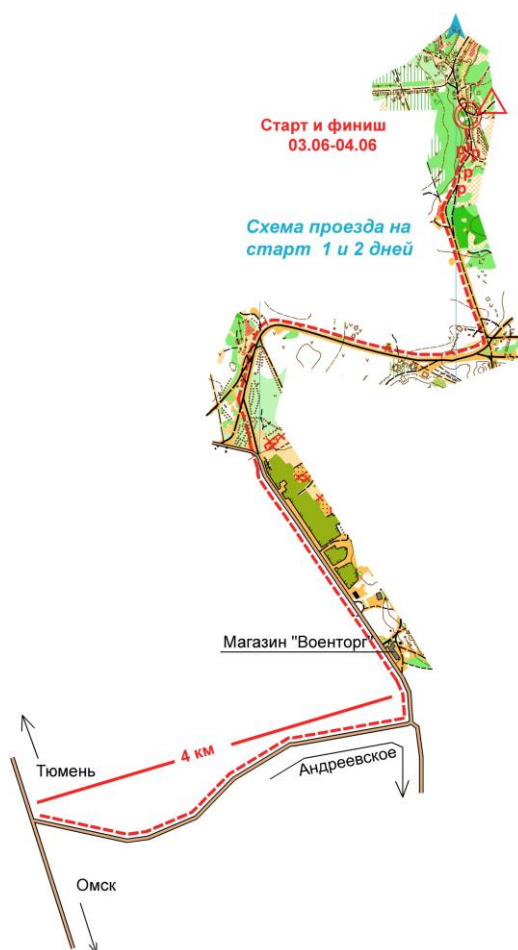 Старт и финиш
03.06-04.06
р
р
р
р
р
Схема проезда на
старт 1 и 2 дней
Магазин "Военторг"
4 км
Тюмень
Андреевское
Омск